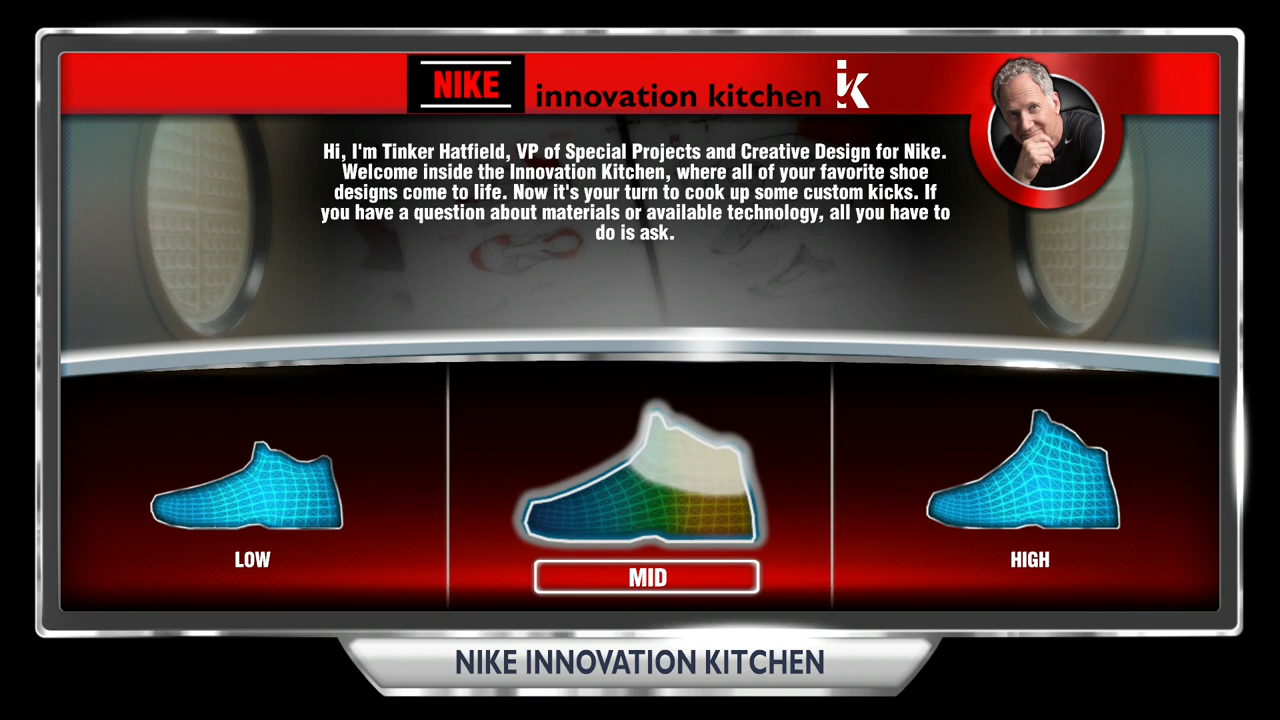 NIKE innovation kitchen ik
Hi, I'm Tinker Hatfield, VP of Special Projects and Creative Design for Nike.
Welcome inside the Innovation Kitchen, where all of your favorite shoe
designs come to life. Now it's your turn to cook up some custom kicks. If
you have a question about materials or available technology, all you have to
do is ask.
LOW
MID
HIGH
NIKE INNOVATION KITCHEN